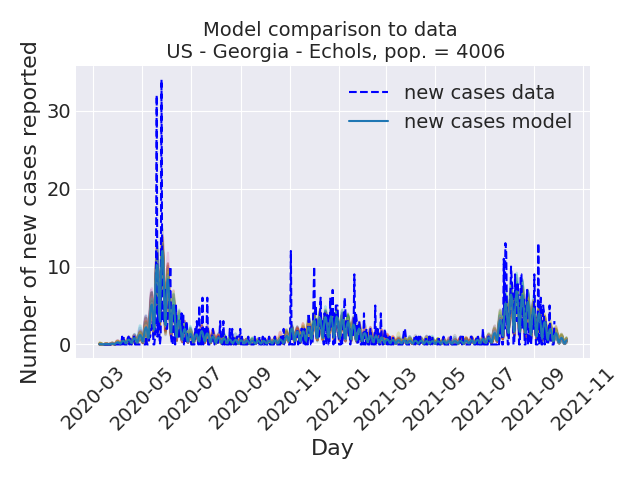 Model comparison to data
US - Georgia - Echols, pop. = 4006
Number of new cases reported
30
20
10
0
new cases data
new cases model
2020-03
2020-05
2020-07
2020-09
2020-11
2021-01
2021-03
2021-05
2021-07
2021-09
2021-11
Day